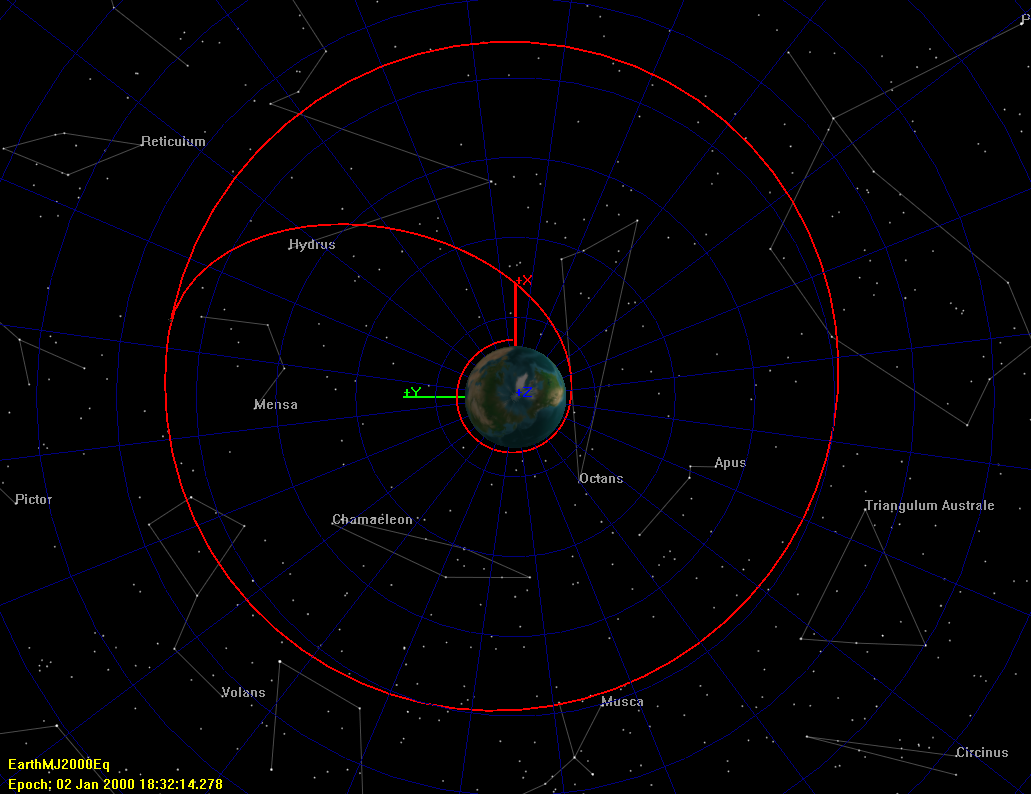 P
Reticulum
Hydrus
+X
+Y
+Z
Mensa
Apus
Octans
Pictor
Triangulum Australe
Chamaeleon
Volans
Musca
Circinus
EarthMJ2000Eq
Epoch: 02 Jan 2000 18:32:14.278